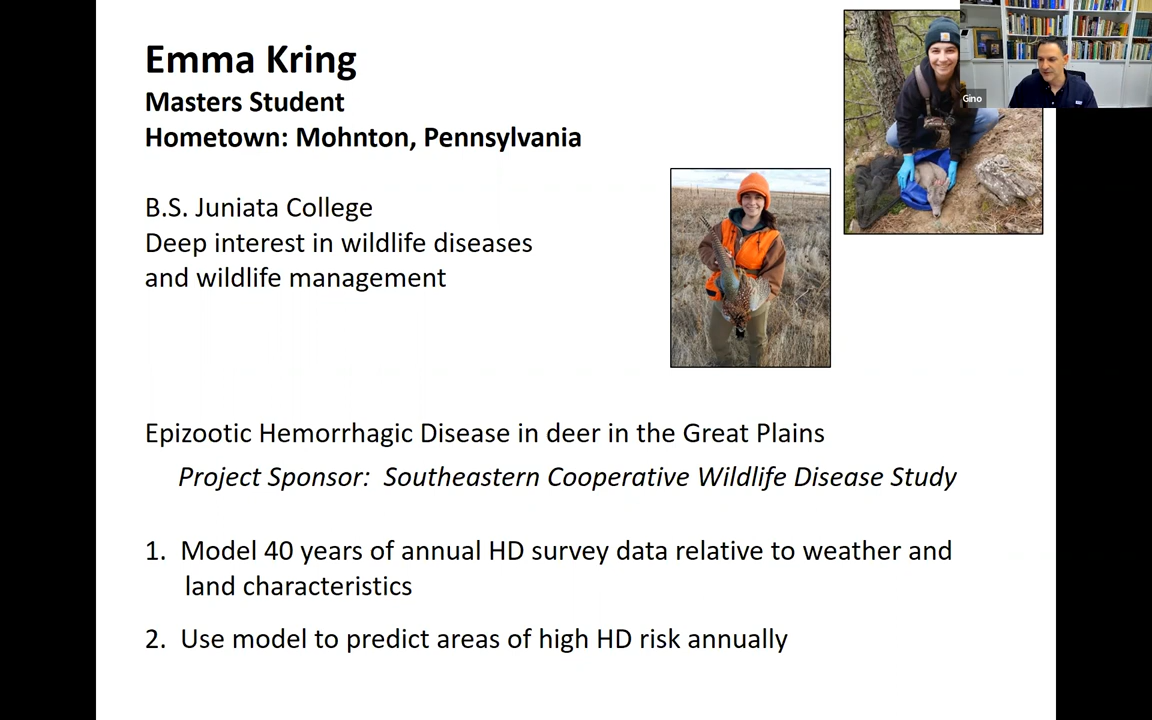 Emma Kring
Masters Student
Hometown: Mohnton, Pennsylvania
B.S. Juniata College
Deep interest in wildlife diseases
and wildlife management
Gino
Epizootic Hemorrhagic Disease in deer in the Great Plains
Project Sponsor: Southeastern Cooperative Wildlife Disease Study
1. Model 40 years of annual HD survey data relative to weather and
land characteristics
2. Use model to predict areas of high HD risk annually